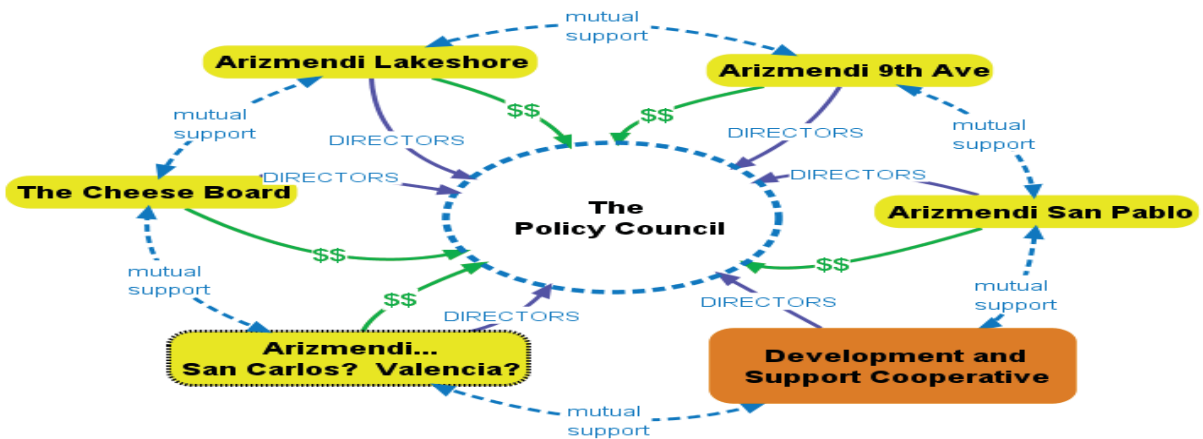 mutual
support
Arizmendi Lakeshore
Arizmendi 9th Ave
$$
$$
mutual
support
mutual
support
DIRECTORS
DIRECTORS
The Cheese Board
DIRECTORS
DIRECTORS
Arizmendi San Pablo
The
Policy Council
$$
$$
mutual
support
mutual
support
$$
DIRECTORS
DIRECTORS
Arizmendi...
San Carlos? Valencia?
Development and
Support Cooperative
mutual
support